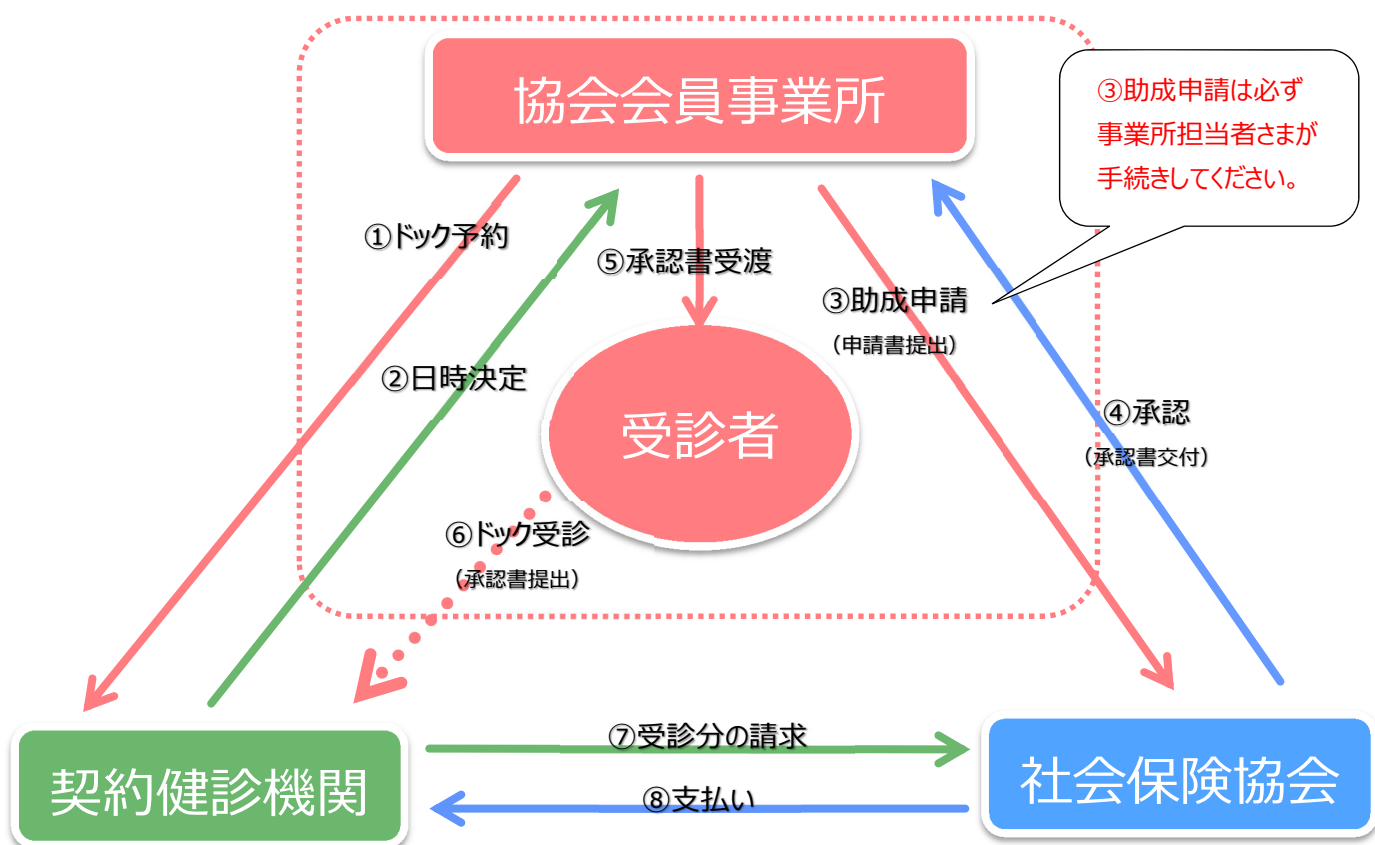 協会会員事業所
③助成申請は必ず
事業所担当者さまが
手続きしてください。
①ドック予約
⑤承認書受渡
③助成申請
（申請書提出）
②日時決定
受診者
④承認
（承認書交付）
⑥ドック受診
（承認書提出）
⑦受診分の請求
契約健診機関
社会保険協会
⑧支払い